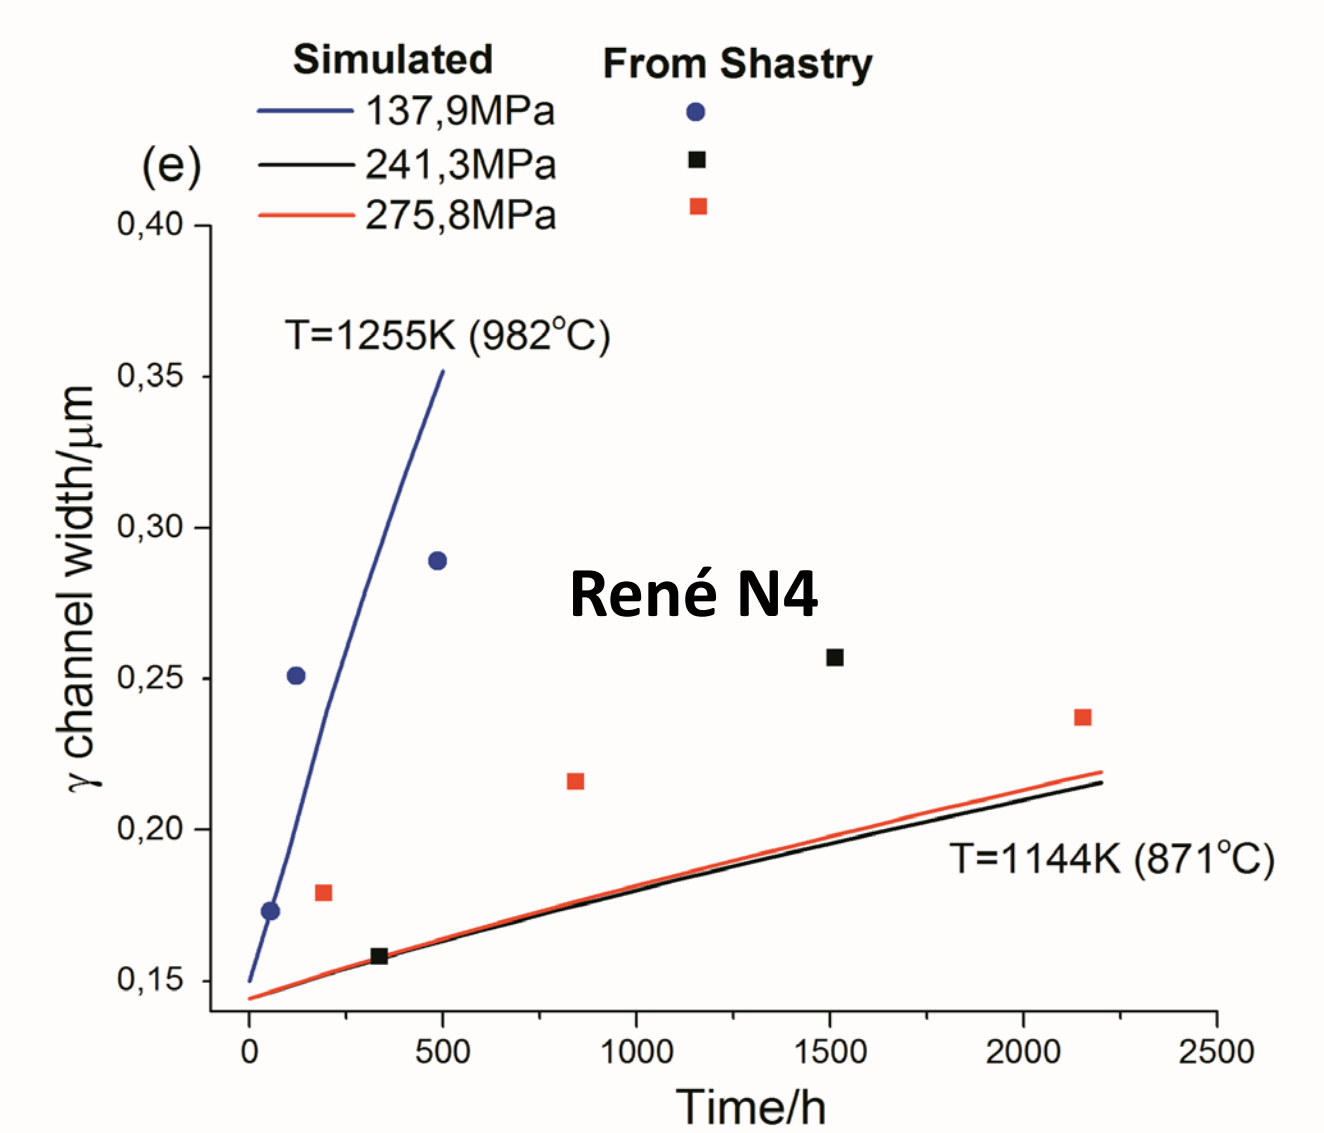 Simulated From Shastry
137,9MPa
(e) 241,3MPa
275,8MPa
0,40
T=1255K (982°C)
0,35
0,30
René N4
0,25
0,20
T=1144K (871°C)
0,15
γ channel width/μm
0 500 1000 1500 2000 2500
Time/h